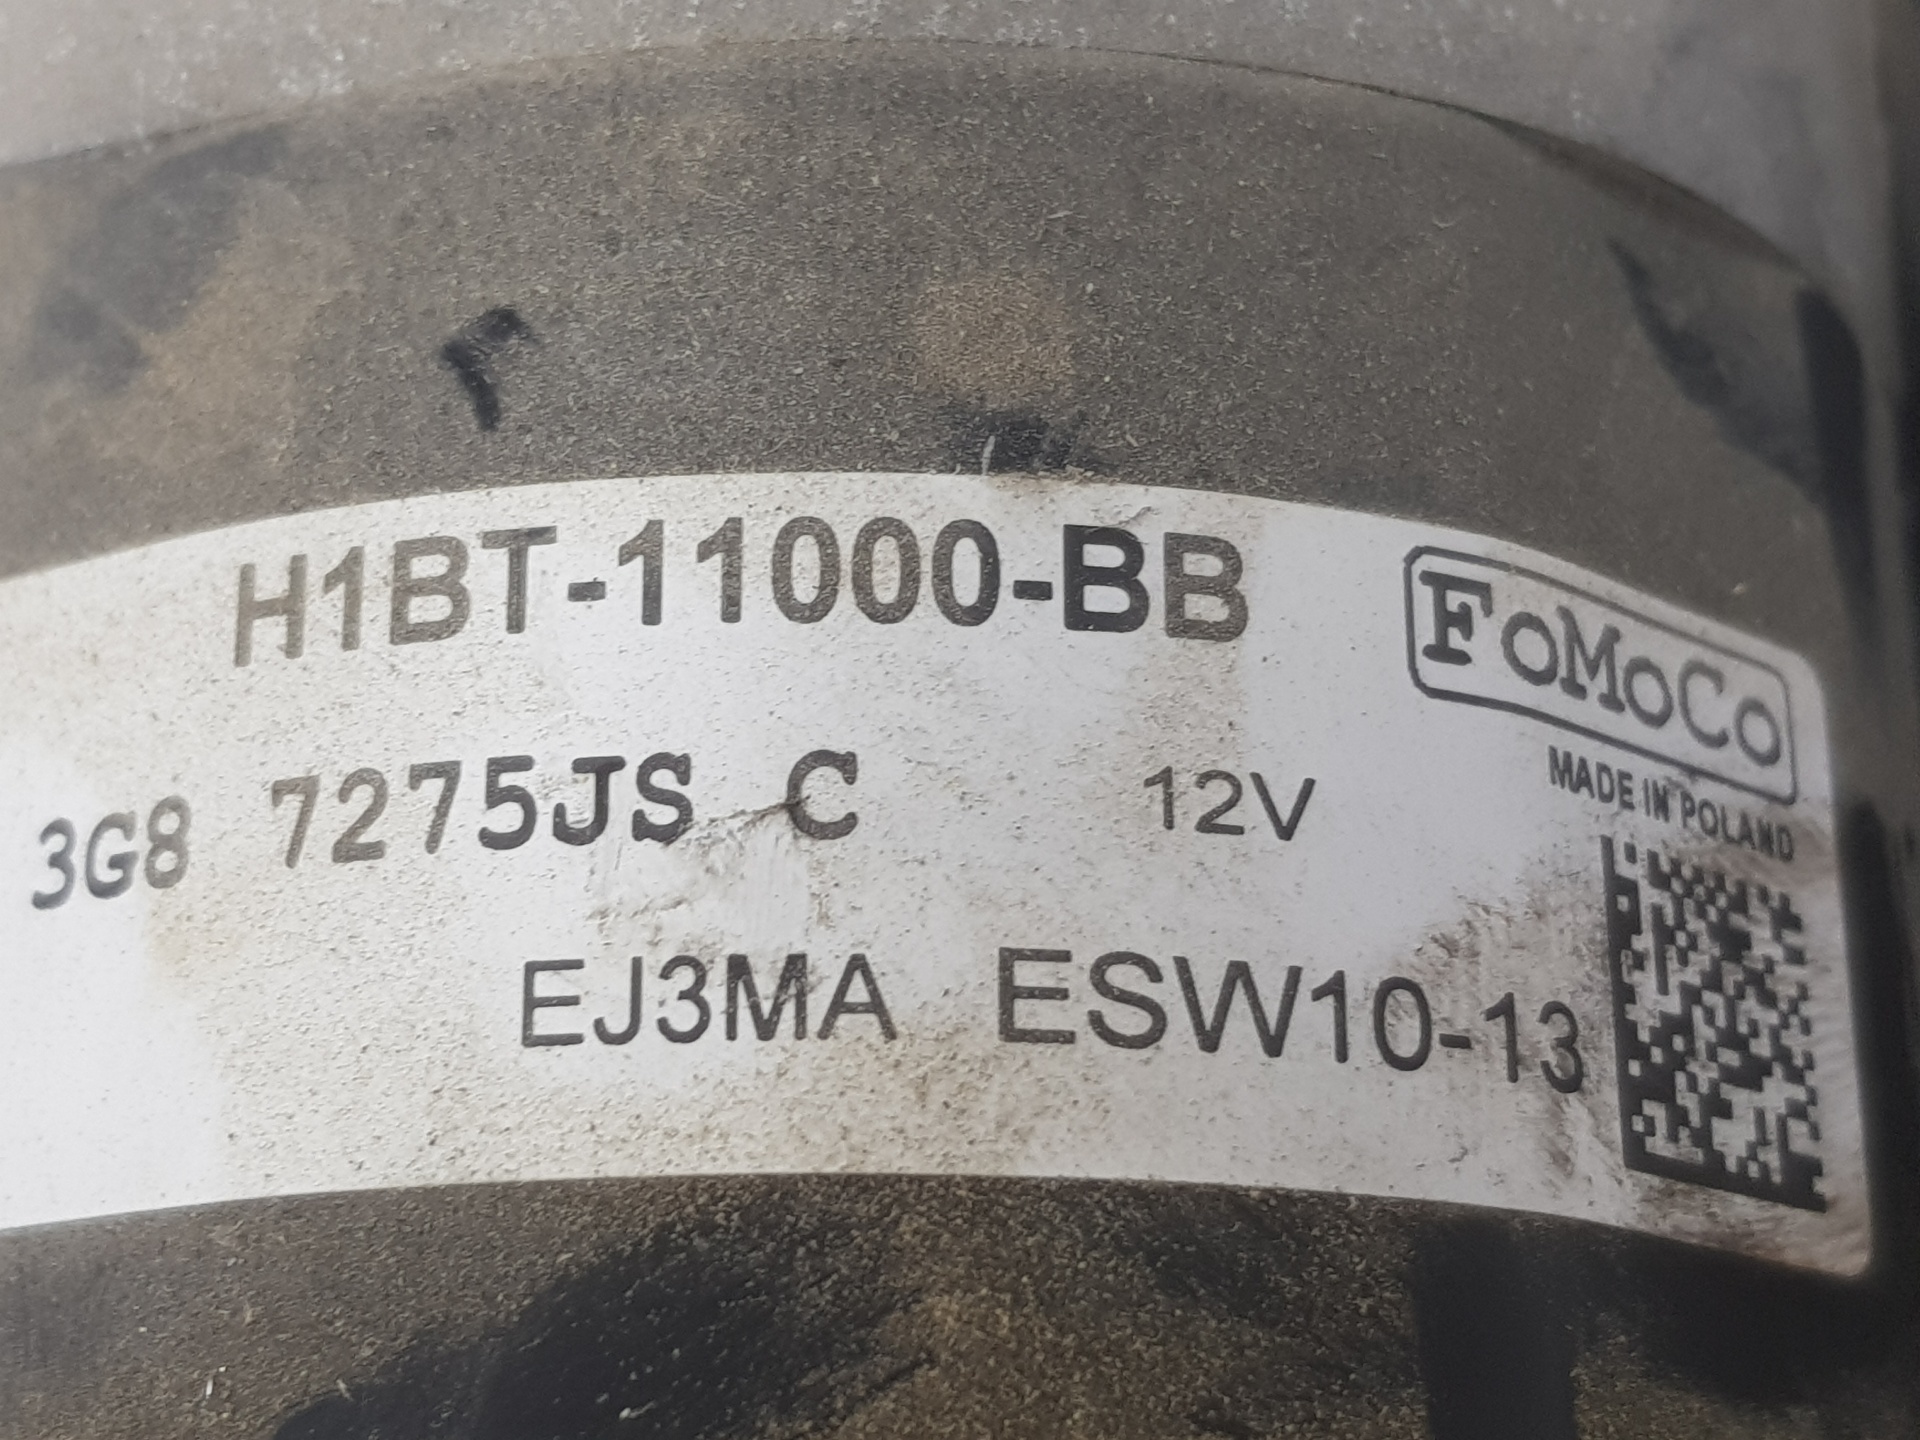 H1BT-11000-BB
FoMoCo
MADE IN POLAND
3G8 7275JS C 12V
EJ3MA ESW10-13